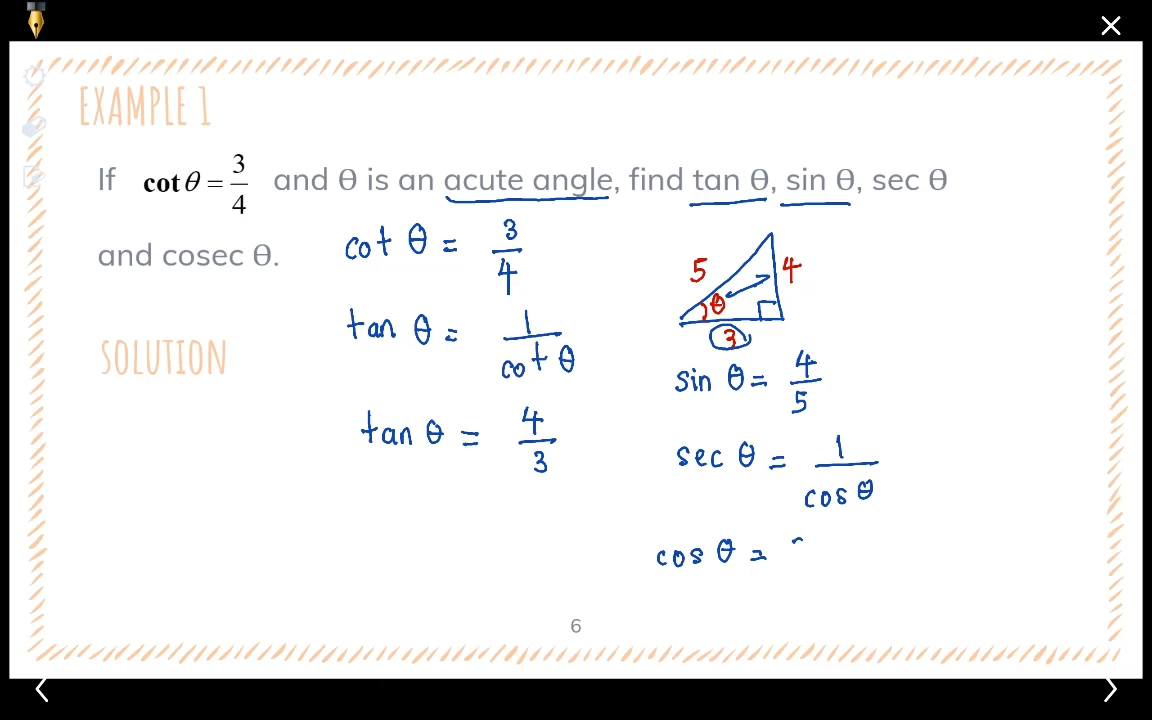 EXAMPLE 1
If cot θ = 3/4 and θ is an acute angle, find tan θ, sin θ, sec θ
and cosec θ.
SOLUTION
cot θ = 3/4
tan θ = 1/cot θ
tan θ = 4/3
5
4
θ
3
sin θ = 4/5
sec θ = 1/cos θ
cos θ =
6